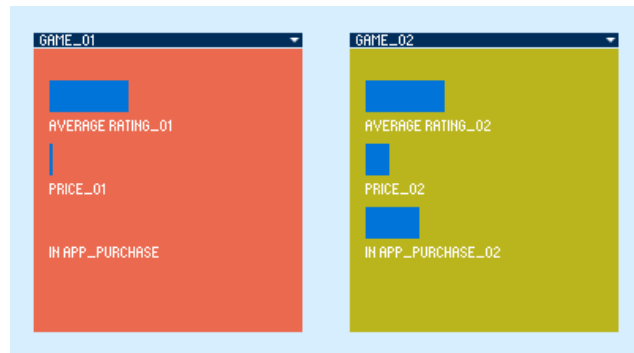 GAME_01
AVERAGE RATING_01
PRICE_01
IN APP_PURCHASE
GAME_02
AVERAGE RATING_02
PRICE_02
IN APP_PURCHASE_02